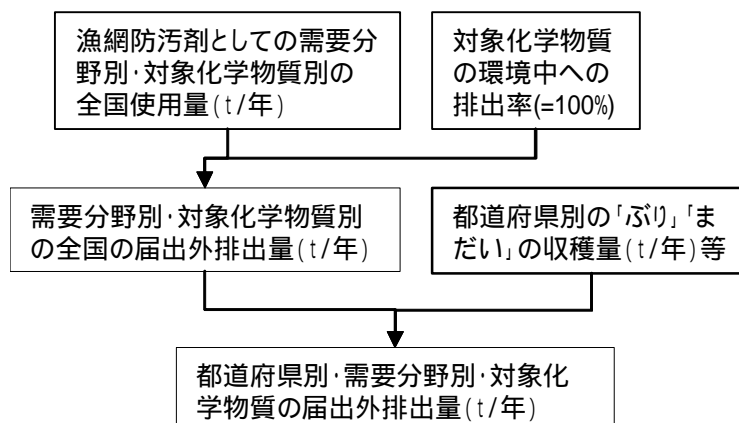 漁網防汚剤としての需要分
野別・対象化学物質別の
全国使用量(t/年)
対象化学物質
の環境中への
排出率(=100%)
需要分野別・対象化学物質別
の全国の届出外排出量(t/年)
都道府県別の「ぶり」「ま
だい」の収穫量(t/年)等
都道府県別・需要分野別・対象化
学物質の届出外排出量(t/年)